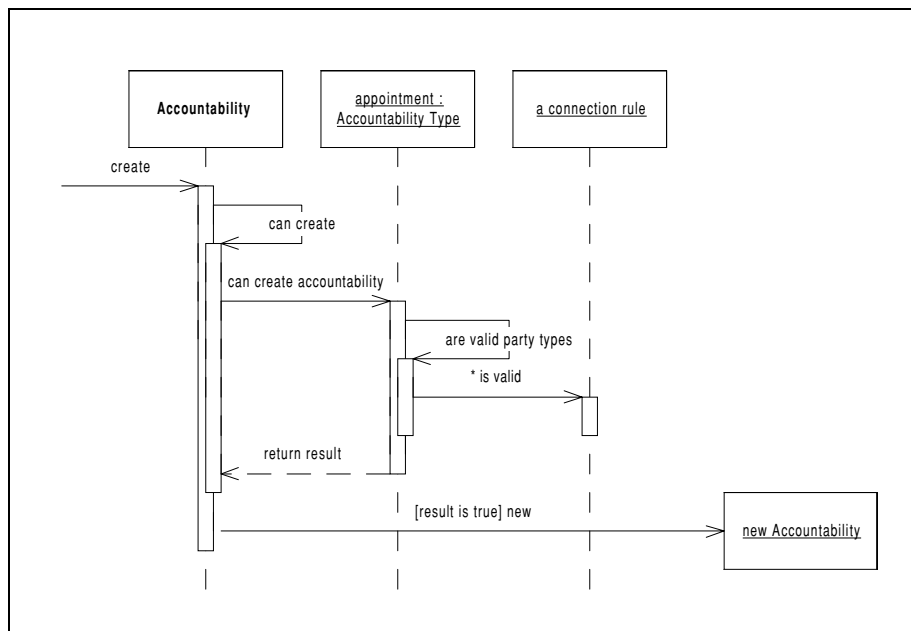 Accountability
appointment :
Accountability Type
a connection rule
create
can create
can create accountability
are valid party types
* is valid
return result
[result is true] new
new Accountability